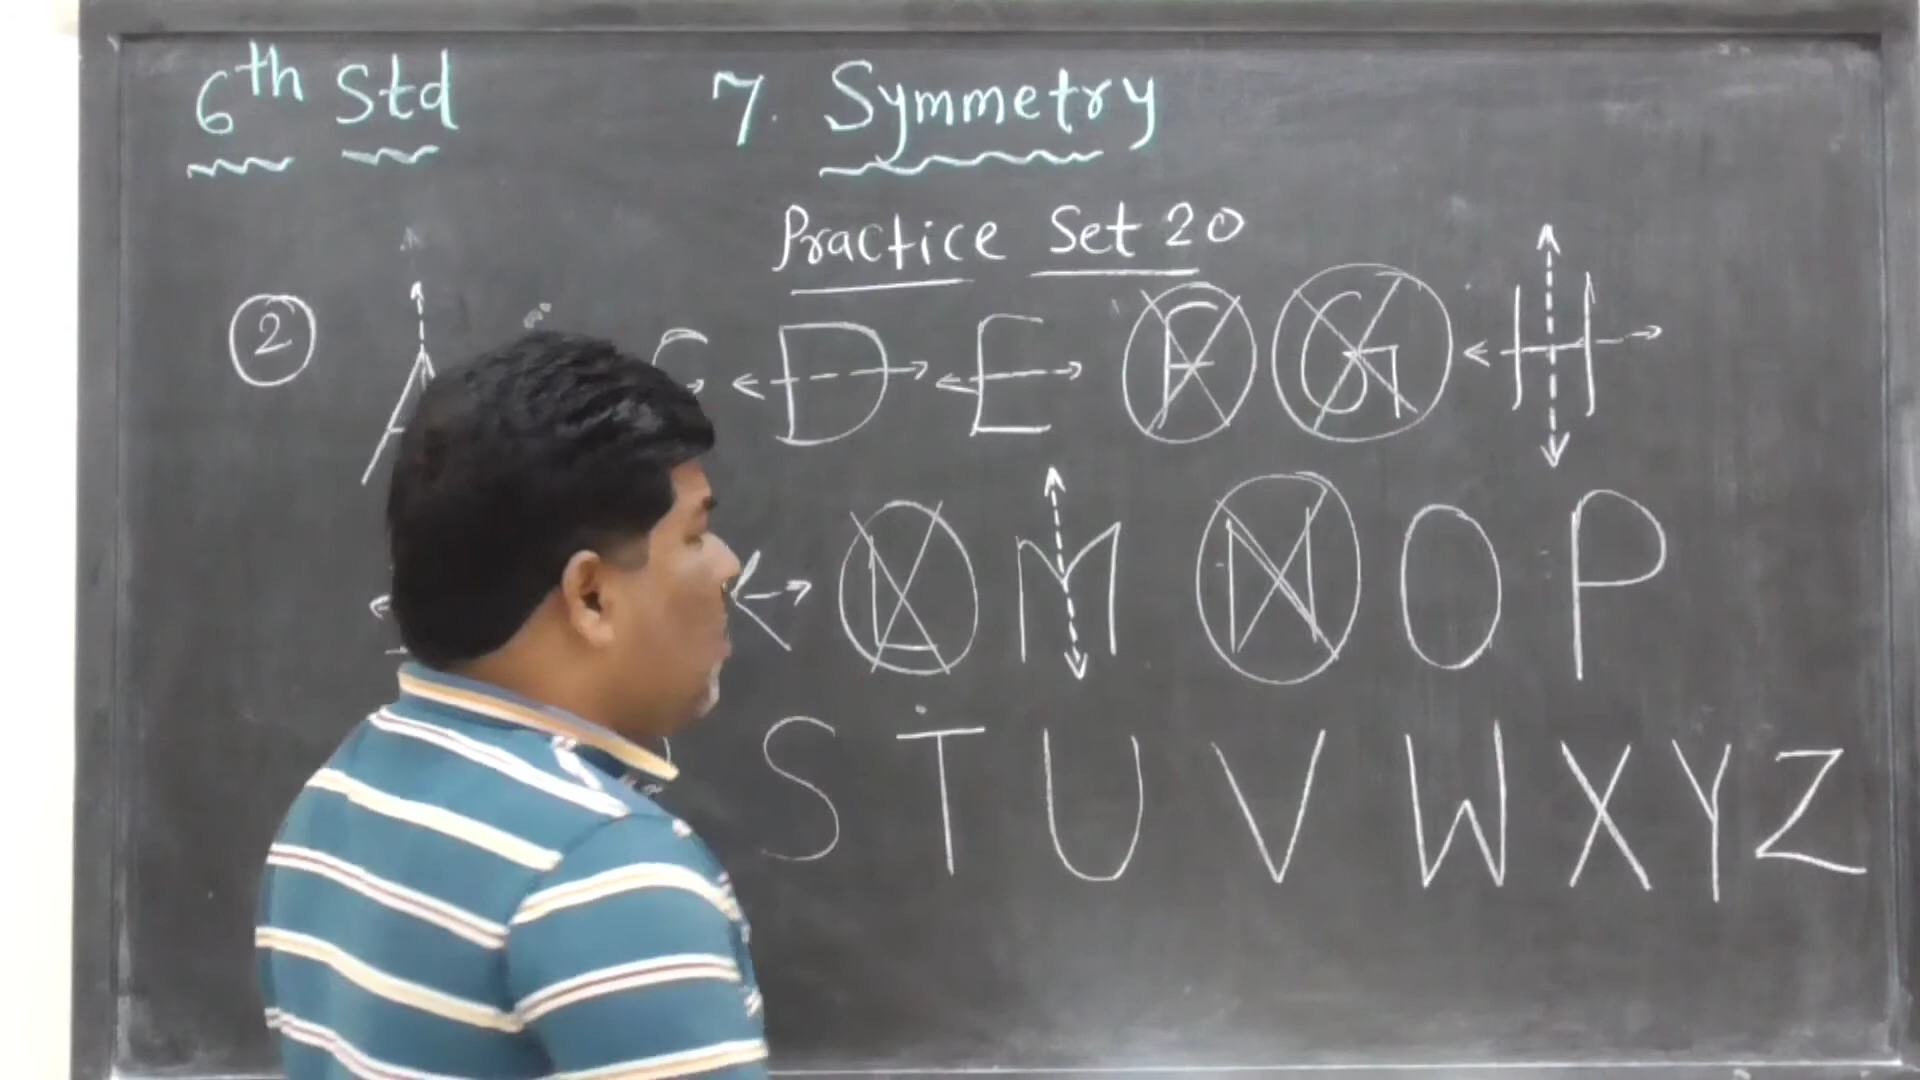 6th Std 7. Symmetry
Practice Set 20
2 A C D E F G H
K L M N O P
S T U V W X Y Z